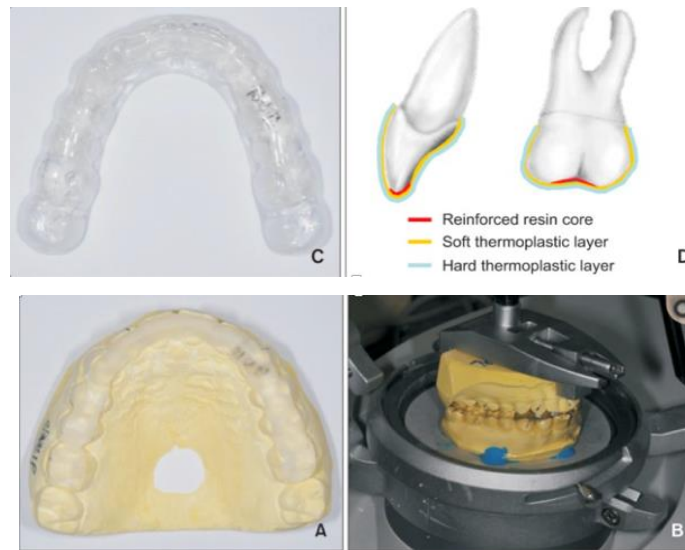 C
Reinforced resin core
Soft thermoplastic layer
Hard thermoplastic layer
D
A
B